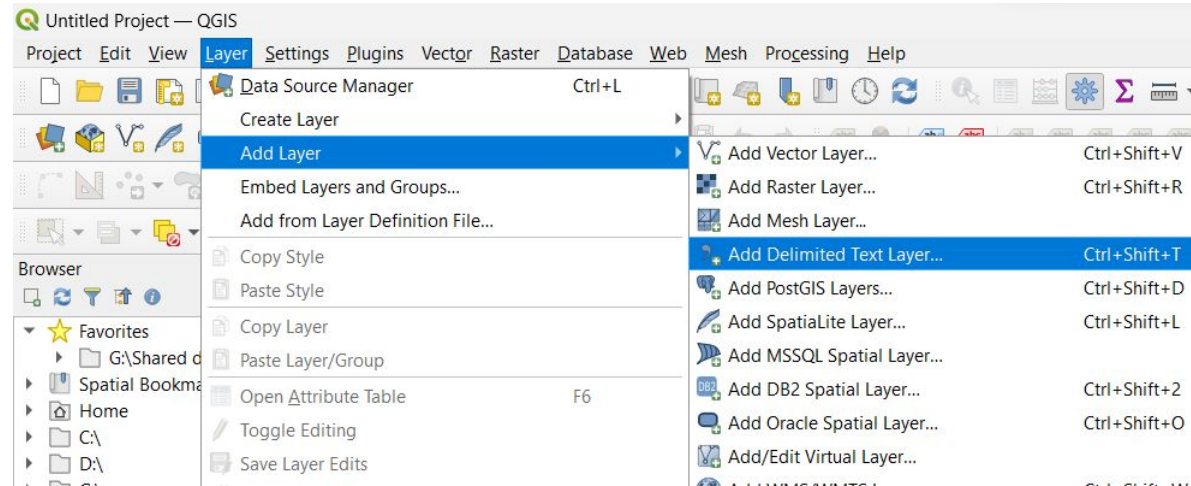 Untitled Project — QGIS
Project Edit View Layer Settings Plugins Vector Raster Database Web Mesh Processing Help
Data Source Manager Ctrl+L
Create Layer
Add Layer
Embed Layers and Groups...
Add from Layer Definition File...
Copy Style
Paste Style
Copy Layer
Paste Layer/Group
Open Attribute Table F6
Toggle Editing
Save Layer Edits
Add Vector Layer... Ctrl+Shift+V
Add Raster Layer... Ctrl+Shift+R
Add Mesh Layer...
Add Delimited Text Layer... Ctrl+Shift+T
Add PostGIS Layers... Ctrl+Shift+D
Add SpatiaLite Layer... Ctrl+Shift+L
Add MSSQL Spatial Layer...
DB2 Add DB2 Spatial Layer... Ctrl+Shift+2
Add Oracle Spatial Layer... Ctrl+Shift+O
Add/Edit Virtual Layer...
Browser
Favorites
G:\Shared d
Spatial Bookma
Home
C:\
D:\